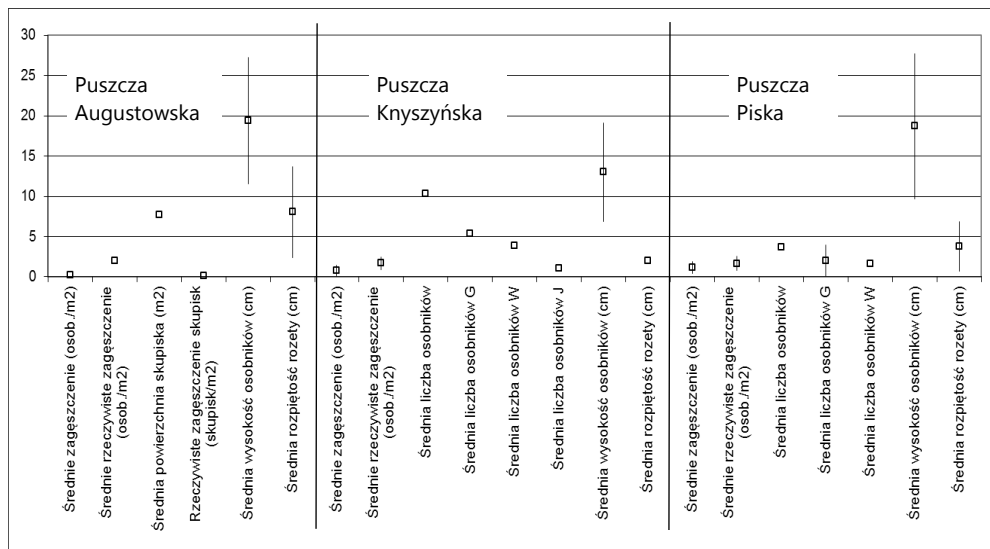 30
25
20
15
10
5
0
Puszcza
Augustowska
Puszcza
Knyszyńska
Puszcza
Piska
Średnie zagęszczenie (osob./m2)
Średnie rzeczywiste zagęszczenie
(osob./m2)
Średnia powierzchnia skupiska (m2)
Rzeczywiste zagęszczenie skupisk
(skupisk/m2)
Średnia wysokość osobników (cm)
Średnia rozpiętość rozety (cm)
Średnie zagęszczenie (osob./m2)
Średnie rzeczywiste zagęszczenie
(osob./m2)
Średnia liczba osobników
Średnia liczba osobników G
Średnia liczba osobników W
Średnia liczba osobników J
Średnia wysokość osobników (cm)
Średnia rozpiętość rozety (cm)
Średnie zagęszczenie (osob./m2)
Średnie rzeczywiste zagęszczenie
(osob./m2)
Średnia liczba osobników
Średnia liczba osobników G
Średnia liczba osobników W
Średnia wysokość osobników (cm)
Średnia rozpiętość rozety (cm)